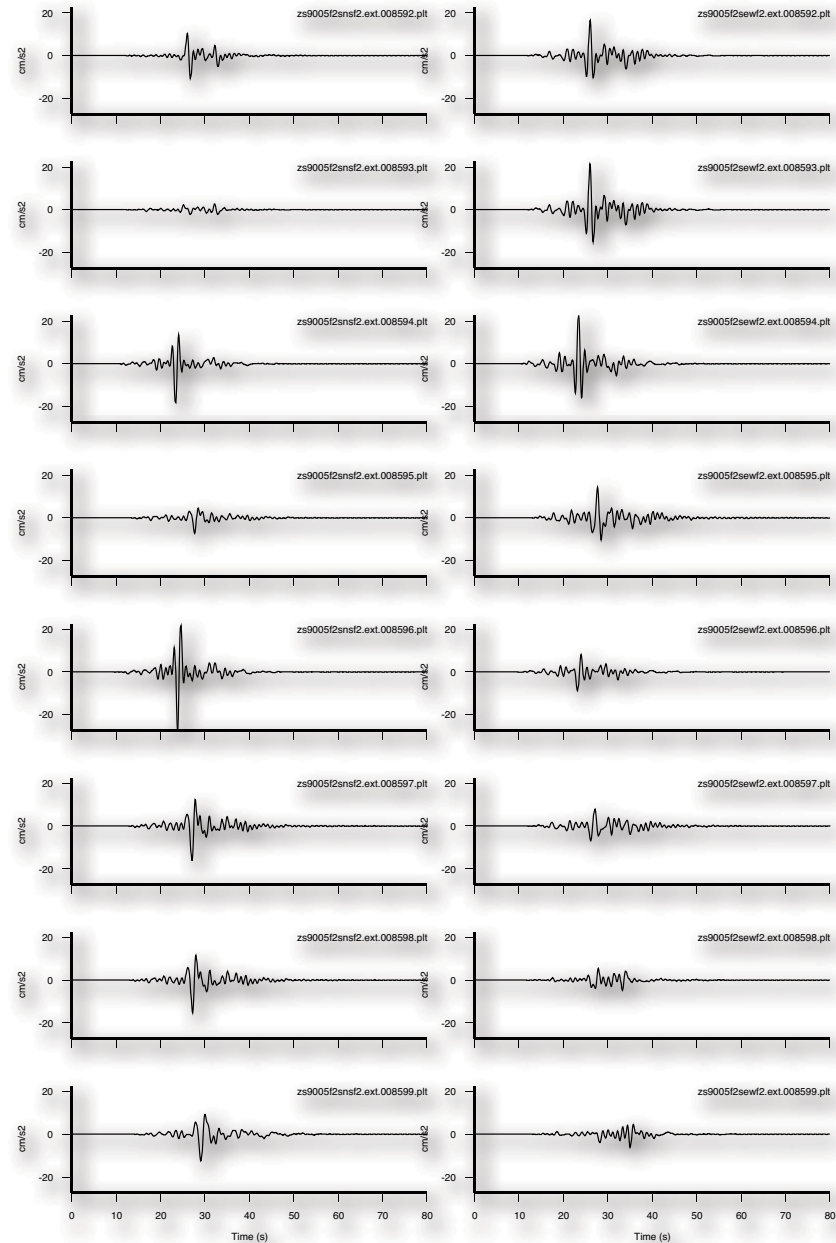 zs9005f2snsf2.ext.008592.plt
20
0
-20
cm/s2
zs9005f2sewf2.ext.008592.plt
20
0
-20
cm/s2
zs9005f2snsf2.ext.008593.plt
20
0
-20
cm/s2
zs9005f2sewf2.ext.008593.plt
20
0
-20
cm/s2
zs9005f2snsf2.ext.008594.plt
20
0
-20
cm/s2
zs9005f2sewf2.ext.008594.plt
20
0
-20
cm/s2
zs9005f2snsf2.ext.008595.plt
20
0
-20
cm/s2
zs9005f2sewf2.ext.008595.plt
20
0
-20
cm/s2
zs9005f2snsf2.ext.008596.plt
20
0
-20
cm/s2
zs9005f2sewf2.ext.008596.plt
20
0
-20
cm/s2
zs9005f2snsf2.ext.008597.plt
20
0
-20
cm/s2
zs9005f2sewf2.ext.008597.plt
20
0
-20
cm/s2
zs9005f2snsf2.ext.008598.plt
20
0
-20
cm/s2
zs9005f2sewf2.ext.008598.plt
20
0
-20
cm/s2
zs9005f2snsf2.ext.008599.plt
20
0
-20
cm/s2
0 10 20 30 40 50 60 70 80
Time (s)
zs9005f2sewf2.ext.008599.plt
20
0
-20
cm/s2
0 10 20 30 40 50 60 70 80
Time (s)